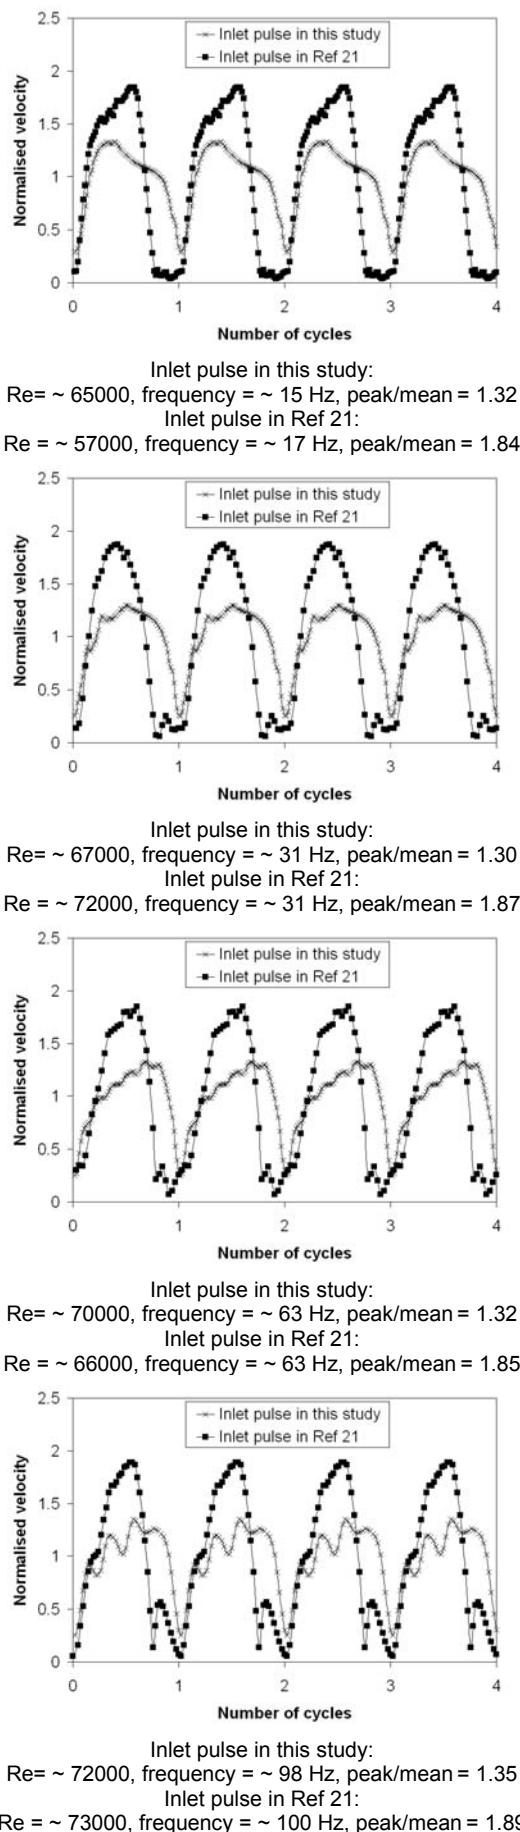 2.5
2
1.5
1
0.5
0
Normalised velocity
Inlet pulse in this study
Inlet pulse in Ref 21
0 1 2 3 4
Number of cycles
Inlet pulse in this study:
Re= ~ 65000, frequency = ~ 15 Hz, peak/mean = 1.32
Inlet pulse in Ref 21:
Re = ~ 57000, frequency = ~ 17 Hz, peak/mean = 1.84
2.5
2
1.5
1
0.5
0
Normalised velocity
Inlet pulse in this study
Inlet pulse in Ref 21
0 1 2 3 4
Number of cycles
Inlet pulse in this study:
Re= ~ 67000, frequency = ~ 31 Hz, peak/mean = 1.30
Inlet pulse in Ref 21:
Re = ~ 72000, frequency = ~ 31 Hz, peak/mean = 1.87
2.5
2
1.5
1
0.5
0
Normalised velocity
Inlet pulse in this study
Inlet pulse in Ref 21
0 1 2 3 4
Number of cycles
Inlet pulse in this study:
Re= ~ 70000, frequency = ~ 63 Hz, peak/mean = 1.32
Inlet pulse in Ref 21:
Re = ~ 66000, frequency = ~ 63 Hz, peak/mean = 1.85
2.5
2
1.5
1
0.5
0
Normalised velocity
Inlet pulse in this study
Inlet pulse in Ref 21
0 1 2 3 4
Number of cycles
Inlet pulse in this study:
Re= ~ 72000, frequency = ~ 98 Hz, peak/mean = 1.35
Inlet pulse in Ref 21:
Re = ~ 73000, frequency = ~ 100 Hz, peak/mean = 1.89